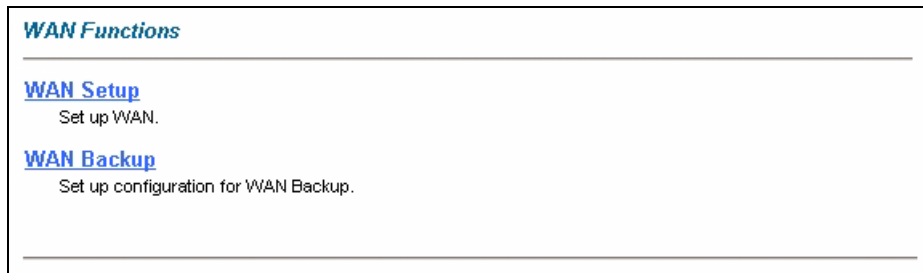 WAN Functions
WAN Setup
Set up WAN.
WAN Backup
Set up configuration for WAN Backup.